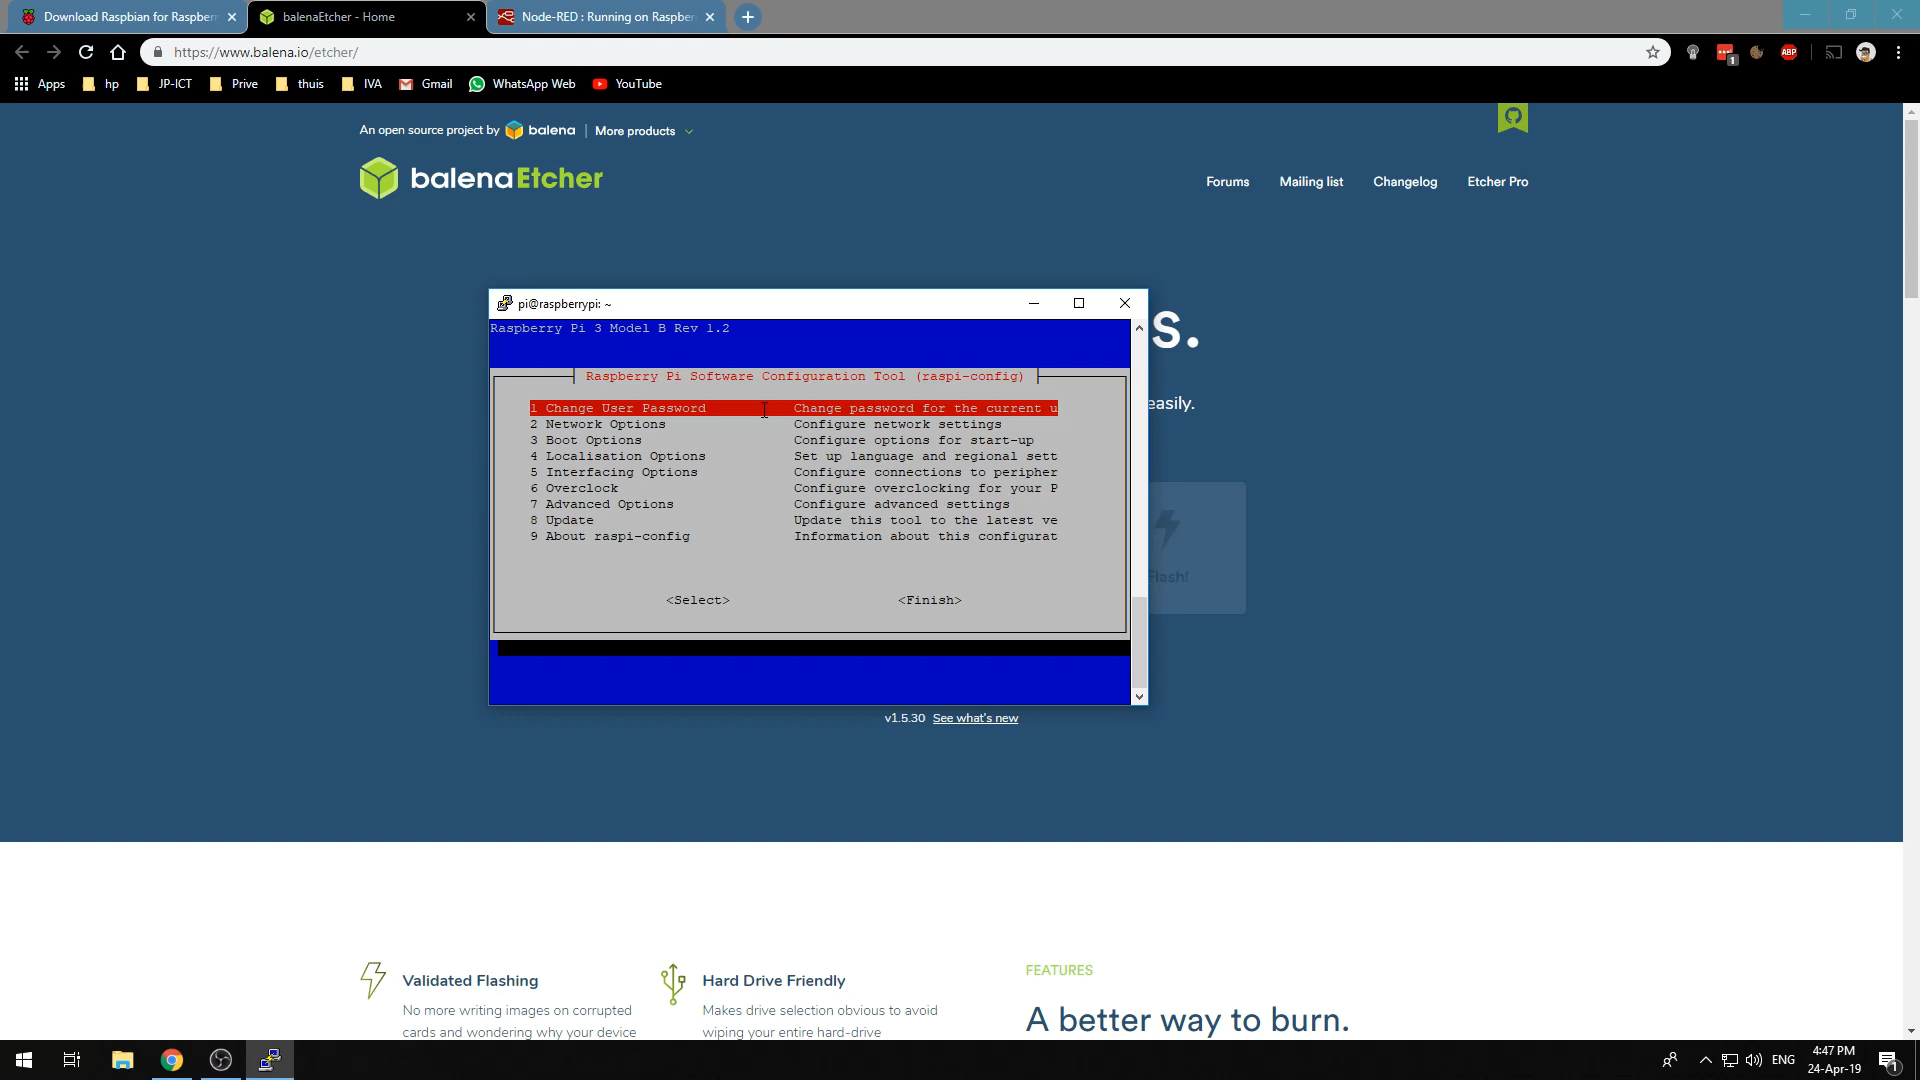 Download Raspbian for Raspber
balenaEtcher - Home
Node-RED : Running on Raspber
https://www.balena.io/etcher/
ABP
1
Apps
hp
JP-ICT
Prive
thuis
IVA
Gmail
WhatsApp Web
YouTube
An open source project by balena | More products
balenaEtcher
Forums
Mailing list
Changelog
Etcher Pro
s.
easily.
pi@raspberrypi: ~
Raspberry Pi 3 Model B Rev 1.2
Raspberry Pi Software Configuration Tool (raspi-config)
1 Change User Password Change password for the current u
2 Network Options Configure network settings
3 Boot Options Configure options for start-up
4 Localisation Options Set up language and regional sett
5 Interfacing Options Configure connections to peripher
6 Overclock Configure overclocking for your P
7 Advanced Options Configure advanced settings
8 Update Update this tool to the latest ve
9 About raspi-config Information about this configurat
<Select> <Finish>
Flash!
v1.5.30 See what's new
Validated Flashing
No more writing images on corrupted
cards and wondering why your device
Hard Drive Friendly
Makes drive selection obvious to avoid
wiping your entire hard-drive
FEATURES
A better way to burn.
ENG
4:47 PM
24-Apr-19
1